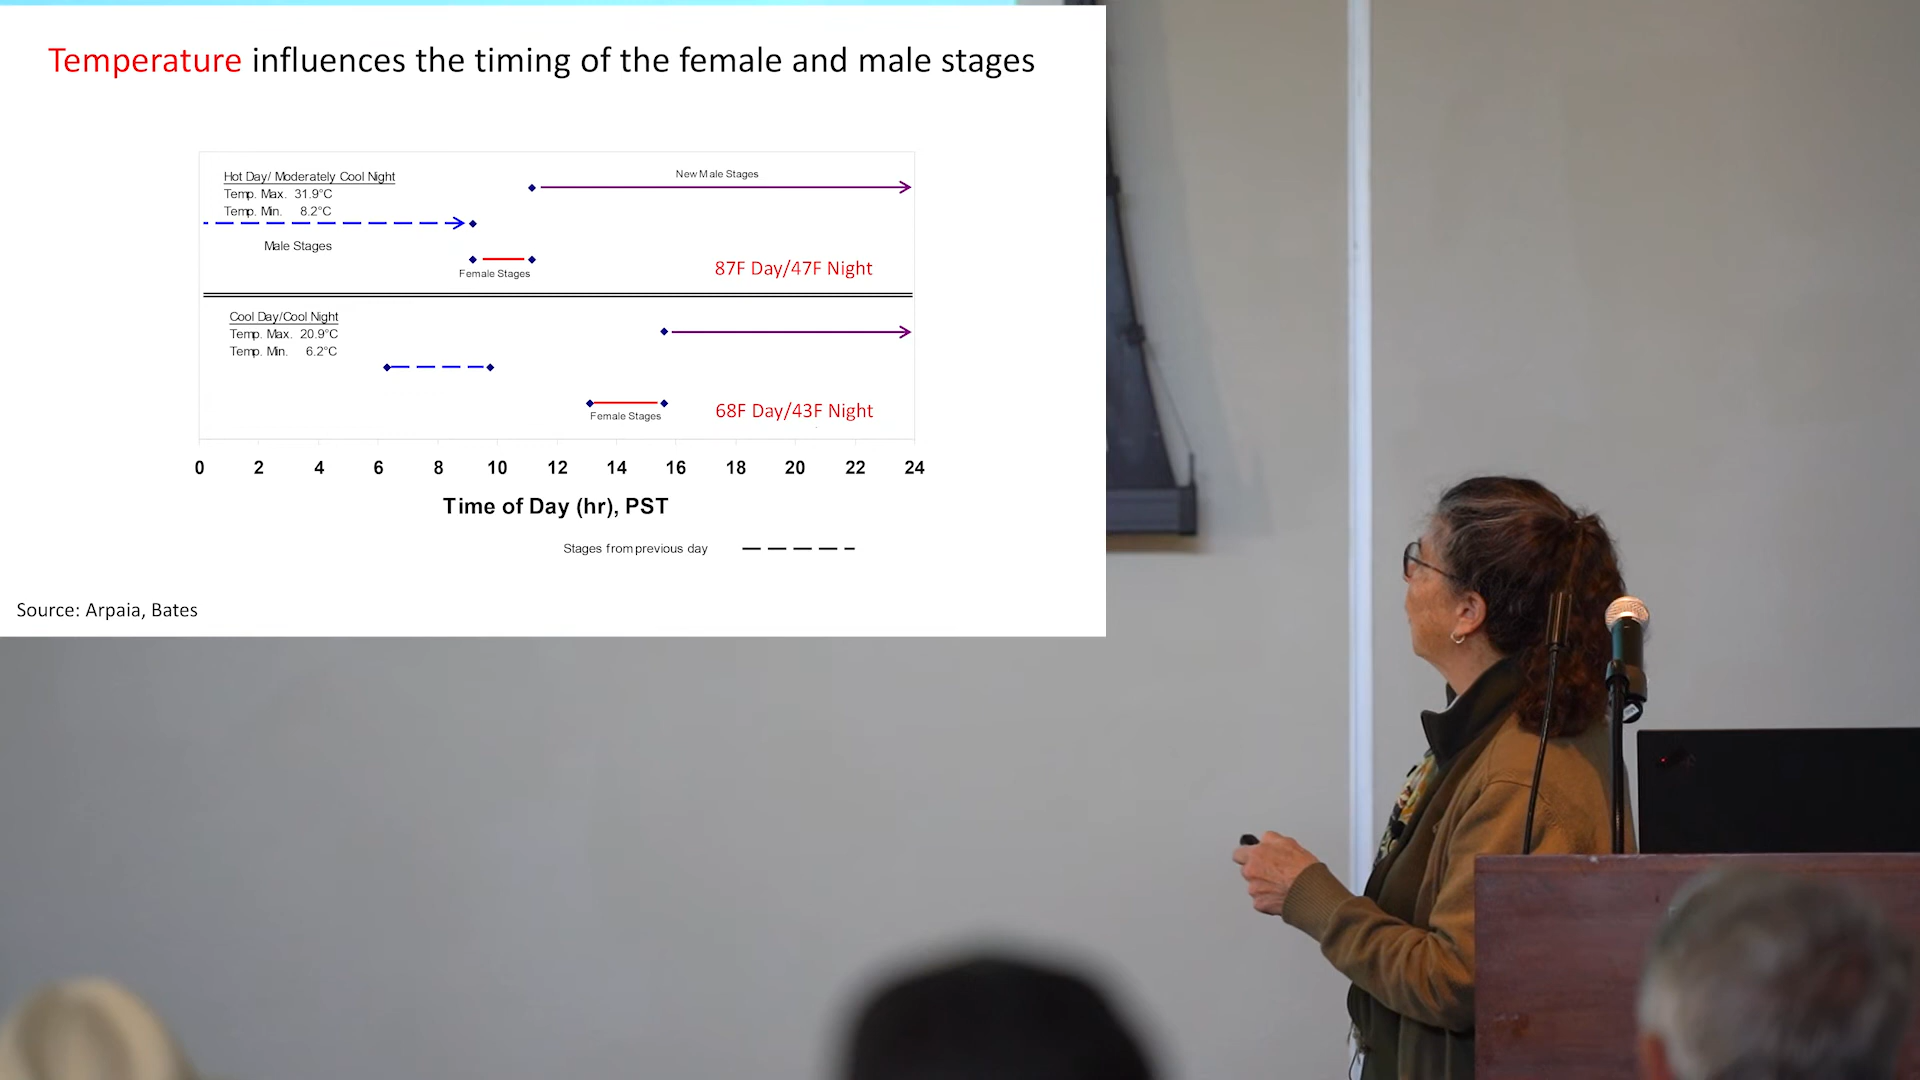 Temperature influences the timing of the female and male stages
Hot Day/ Moderately Cool Night
Temp. Max. 31.9°C
Temp. Min. 8.2°C
New Male Stages
Male Stages
Female Stages
87F Day/47F Night
Cool Day/Cool Night
Temp. Max. 20.9°C
Temp. Min. 6.2°C
Female Stages
68F Day/43F Night
0 2 4 6 8 10 12 14 16 18 20 22 24
Time of Day (hr), PST
Stages from previous day
Source: Arpaia, Bates